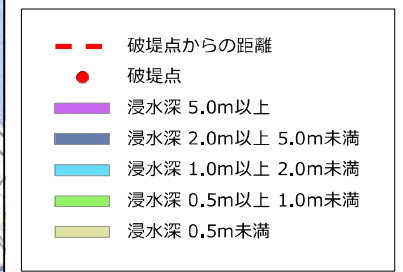 破堤点からの距離
破堤点
浸水深 5.0m以上
浸水深 2.0m以上 5.0m未満
浸水深 1.0m以上 2.0m未満
浸水深 0.5m以上 1.0m未満
浸水深 0.5m未満